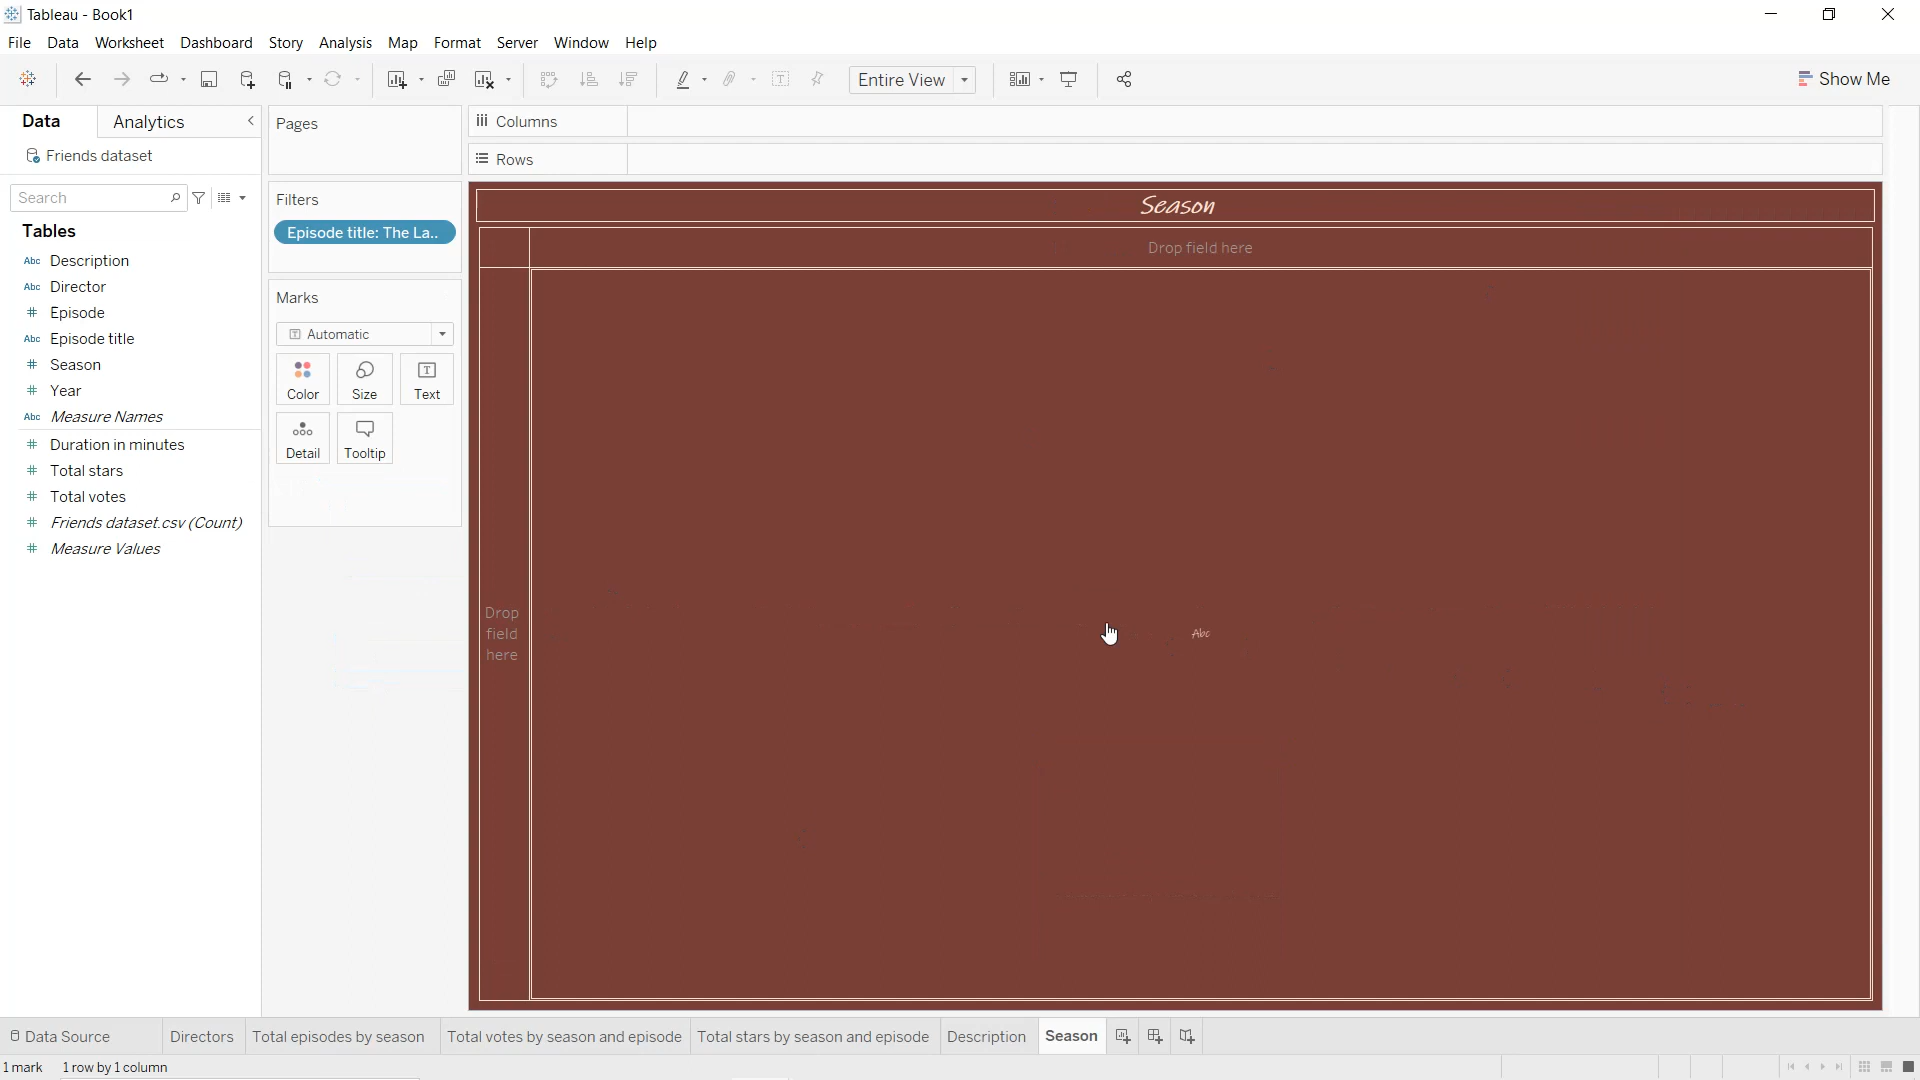 Tableau - Book1
File Data Worksheet Dashboard Story Analysis Map Format Server Window Help
Entire View
Show Me
Data Analytics
Pages
Columns
Friends dataset
Rows
Search
Filters
Season
Tables
Episode title: The La..
Drop field here
Abc Description
Abc Director
Marks
# Episode
Automatic
Abc Episode title
# Season
Color Size Text
# Year
Abc Measure Names
Detail Tooltip
# Duration in minutes
# Total stars
# Total votes
# Friends dataset.csv (Count)
# Measure Values
Drop
field
here
Abc
Data Source Directors Total episodes by season Total votes by season and episode Total stars by season and episode Description Season
1 mark 1 row by 1 column